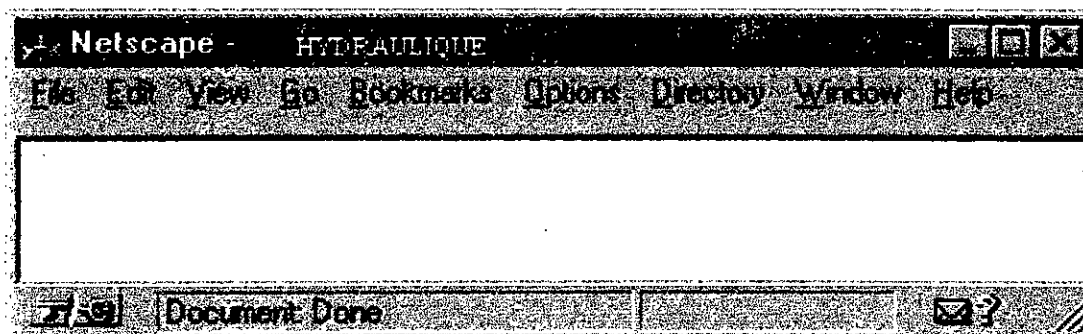 Netscape - HYDRAULIQUE
File Edit View Go Bookmarks Options Directory Window Help
Document: Done